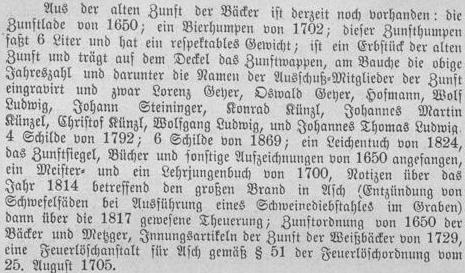 Aus der alten Zunft der Bäcker ist derzeit noch vorhanden: die
Zunftlade von 1650; ein Bierhumpen von 1702; dieser Zunfthumpen
faßt 6 Liter und hat ein respektables Gewicht; ist ein Erbstück der alten
Zunft und trägt auf dem Deckel das Zunftwappen, am Bauche die obige
Jahreszahl und darunter die Namen der Ausschuß-Mitglieder der Zunft
eingravirt und zwar Lorenz Geyer, Oswald Geyer, Hofmann, Wolf
Ludwig, Johann Steininger, Konrad Künzl, Johannes Martin
Künzel, Christof Künzl, Wolfgang Ludwig, und Johannes Thomas Ludwig.
4 Schilde von 1792; 6 Schilde von 1869; ein Leichentuch von 1824,
das Zunftsiegel, Bücher und sonstige Aufzeichnungen von 1650 angefangen,
ein Meister- und ein Lehrjungenbuch von 1700, Notizen über das
Jahr 1814 betreffend den großen Brand in Asch (Entzündung von
Schwefelfäden bei Ausführung eines Schweinediebstahles im Graben)
dann über die 1817 gewesene Theuerung; Zunftordnung von 1650 der
Bäcker und Metzger, Innungsartikeln der Zunft der Weißbäcker von 1729,
eine Feuerlöschanstalt für Asch gemäß § 51 der Feuerlöschordnung vom
25. August 1705.